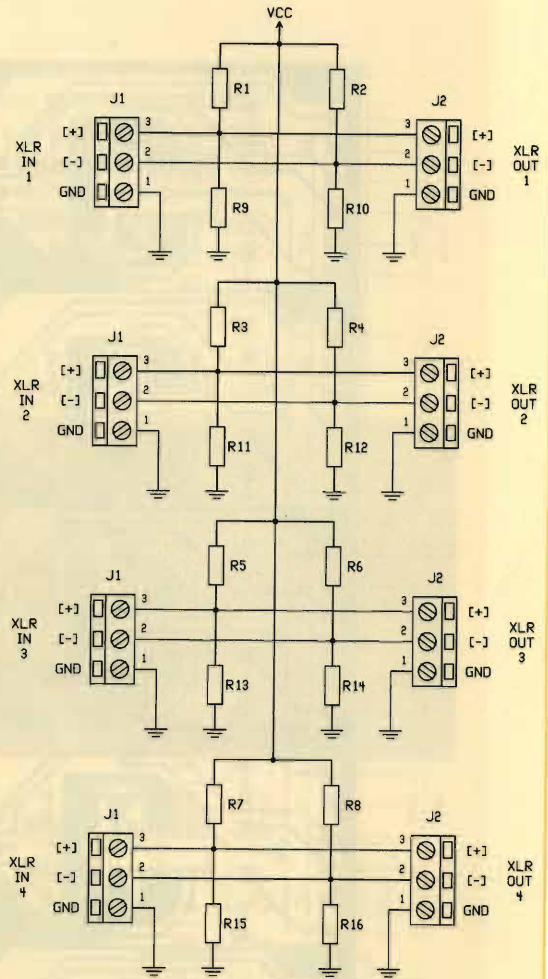 VCC
R1 R2
J1 J2
XLR IN 1
[+] 3
[-] 2
GND 1
3 [+]
2 [-]
1 GND
XLR OUT 1
R9 R10
R3 R4
J1 J2
XLR IN 2
[+] 3
[-] 2
GND 1
3 [+]
2 [-]
1 GND
XLR OUT 2
R11 R12
R5 R6
J1 J2
XLR IN 3
[+] 3
[-] 2
GND 1
3 [+]
2 [-]
1 GND
XLR OUT 3
R13 R14
R7 R8
J1 J2
XLR IN 4
[+] 3
[-] 2
GND 1
3 [+]
2 [-]
1 GND
XLR OUT 4
R15 R16